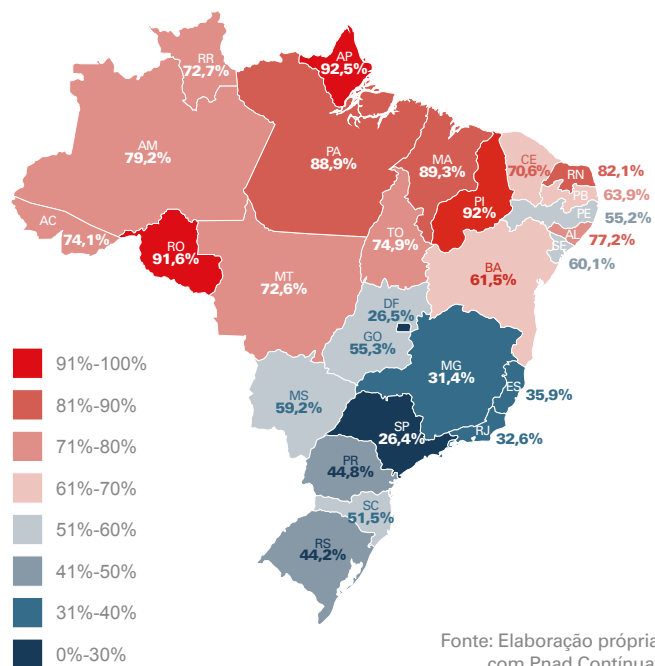 RR
72,7%
AP
92,5%
AM
79,2%
PA
88,9%
MA
89,3%
CE
70,6%
RN
82,1%
PB
63,9%
PI
92%
PE
55,2%
AL
77,2%
SE
60,1%
AC
74,1%
RO
91,6%
TO
74,9%
MT
72,6%
BA
61,5%
DF
26,5%
GO
55,3%
MG
31,4%
ES
35,9%
MS
59,2%
SP
26,4%
RJ
32,6%
PR
44,8%
SC
51,5%
RS
44,2%
91%-100%
81%-90%
71%-80%
61%-70%
51%-60%
41%-50%
31%-40%
0%-30%
Fonte: Elaboração própria
com Pnad Contínua